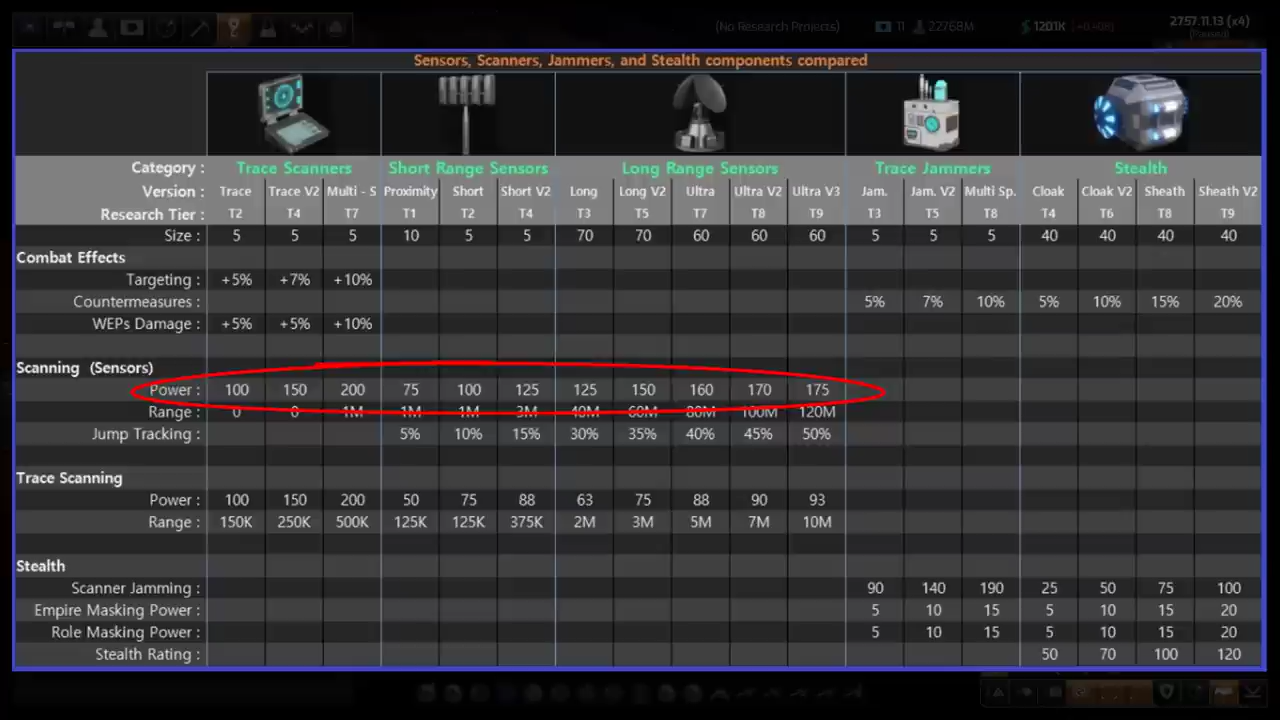 (No Research Projects) 11 22768M 1201K 2757.11.13 (x4)
(Paused)
Sensors, Scanners, Jammers, and Stealth components compared
Category : Trace Scanners Short Range Sensors Long Range Sensors Trace Jammers Stealth
Version : Trace Trace V2 Multi - S Proximity Short Short V2 Long Long V2 Ultra Ultra V2 Ultra V3 Jam. Jam. V2 Multi Sp. Cloak Cloak V2 Sheath Sheath V2
Research Tier : T2 T4 T7 T1 T2 T4 T3 T5 T7 T8 T9 T3 T5 T8 T4 T6 T8 T9
Size : 5 5 5 10 5 5 70 70 60 60 60 5 5 5 40 40 40 40
Combat Effects
Targeting : +5% +7% +10%
Countermeasures : 5% 7% 10% 5% 10% 15% 20%
WEPs Damage : +5% +5% +10%
Scanning (Sensors)
Power : 100 150 200 75 100 125 125 150 160 170 175
Range : 0 0 1M 1M 1M 3M 40M 60M 80M 100M 120M
Jump Tracking : 5% 10% 15% 30% 35% 40% 45% 50%
Trace Scanning
Power : 100 150 200 50 75 88 63 75 88 90 93
Range : 150K 250K 500K 125K 125K 375K 2M 3M 5M 7M 10M
Stealth
Scanner Jamming : 90 140 190 25 50 75 100
Empire Masking Power : 5 10 15 5 10 15 20
Role Masking Power : 5 10 15 5 10 15 20
Stealth Rating : 50 70 100 120